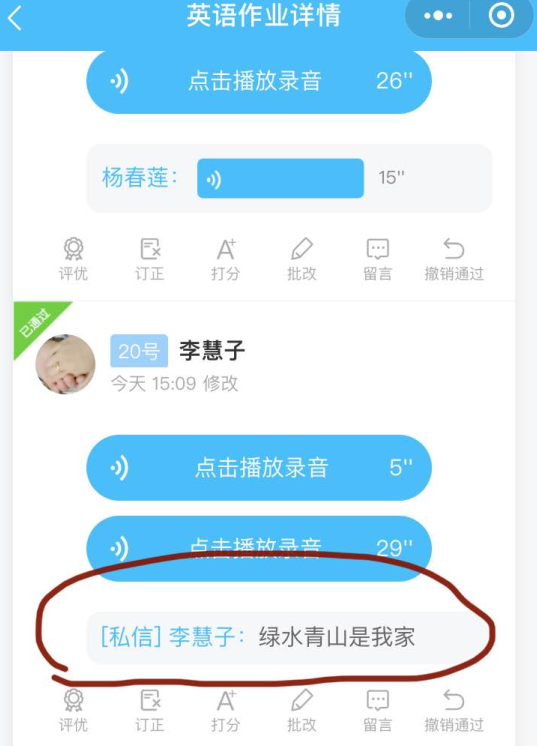 英语作业详情
点击播放录音 26''
杨春莲: 15''
评优 订正 打分 批改 留言 撤销通过
已通过
20号 李慧子
今天 15:09 修改
点击播放录音 5''
点击播放录音 29''
[私信] 李慧子: 绿水青山是我家
评优 订正 打分 批改 留言 撤销通过